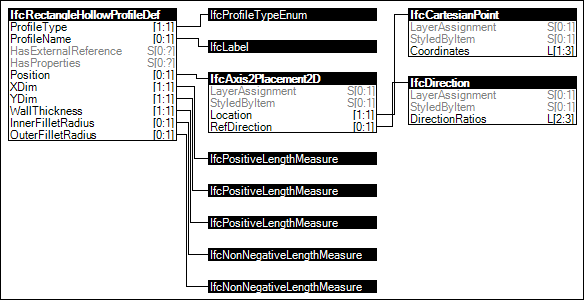 IfcRectangleHollowProfileDef
ProfileType [1:1]
ProfileName [0:1]
HasExternalReference S[0:?]
HasProperties S[0:?]
Position [0:1]
XDim [1:1]
YDim [1:1]
WallThickness [1:1]
InnerFilletRadius [0:1]
OuterFilletRadius [0:1]
IfcProfileTypeEnum
IfcLabel
IfcAxis2Placement2D
LayerAssignment S[0:1]
StyledByItem S[0:1]
Location [1:1]
RefDirection [0:1]
IfcPositiveLengthMeasure
IfcPositiveLengthMeasure
IfcPositiveLengthMeasure
IfcNonNegativeLengthMeasure
IfcNonNegativeLengthMeasure
IfcCartesianPoint
LayerAssignment S[0:1]
StyledByItem S[0:1]
Coordinates L[1:3]
IfcDirection
LayerAssignment S[0:1]
StyledByItem S[0:1]
DirectionRatios L[2:3]